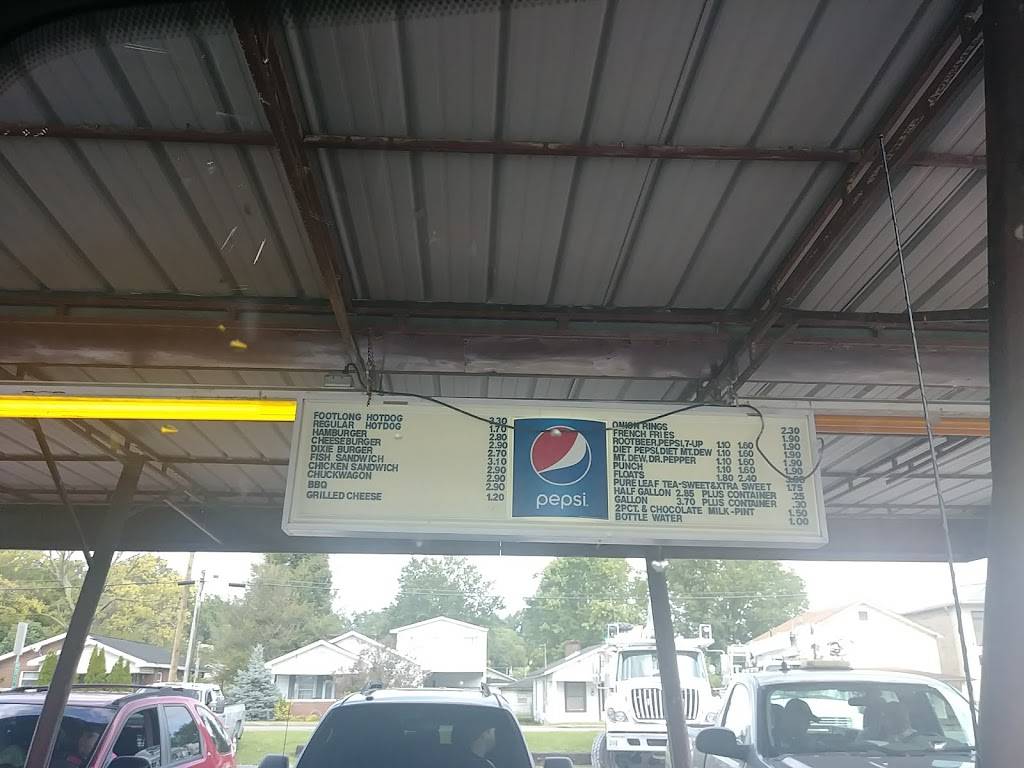 FOOTLONG HOTDOG 3.30
REGULAR HOTDOG 1.70
HAMBURGER 2.80
CHEESEBURGER 2.90
DIXIE BURGER 2.70
FISH SANDWICH 3.10
CHICKEN SANDWICH 2.90
CHUCKWAGON 2.90
BBQ 2.90
GRILLED CHEESE 1.20
pepsi
ONION RINGS 2.30
FRENCH FRIES 1.90
ROOTBEER,PEPSI,7-UP 1.10 1.60 1.90
DIET PEPSI,DIET MT.DEW 1.10 1.60 1.90
MT. DEW, DR. PEPPER 1.10 1.60 1.90
PUNCH 1.10 1.60 1.90
FLOATS 1.80 2.40
PURE LEAF TEA-SWEET&XTRA SWEET 1.75
HALF GALLON 2.85 PLUS CONTAINER .25
GALLON 3.70 PLUS CONTAINER .30
2PCT. & CHOCOLATE MILK-PINT 1.50
BOTTLE WATER 1.00